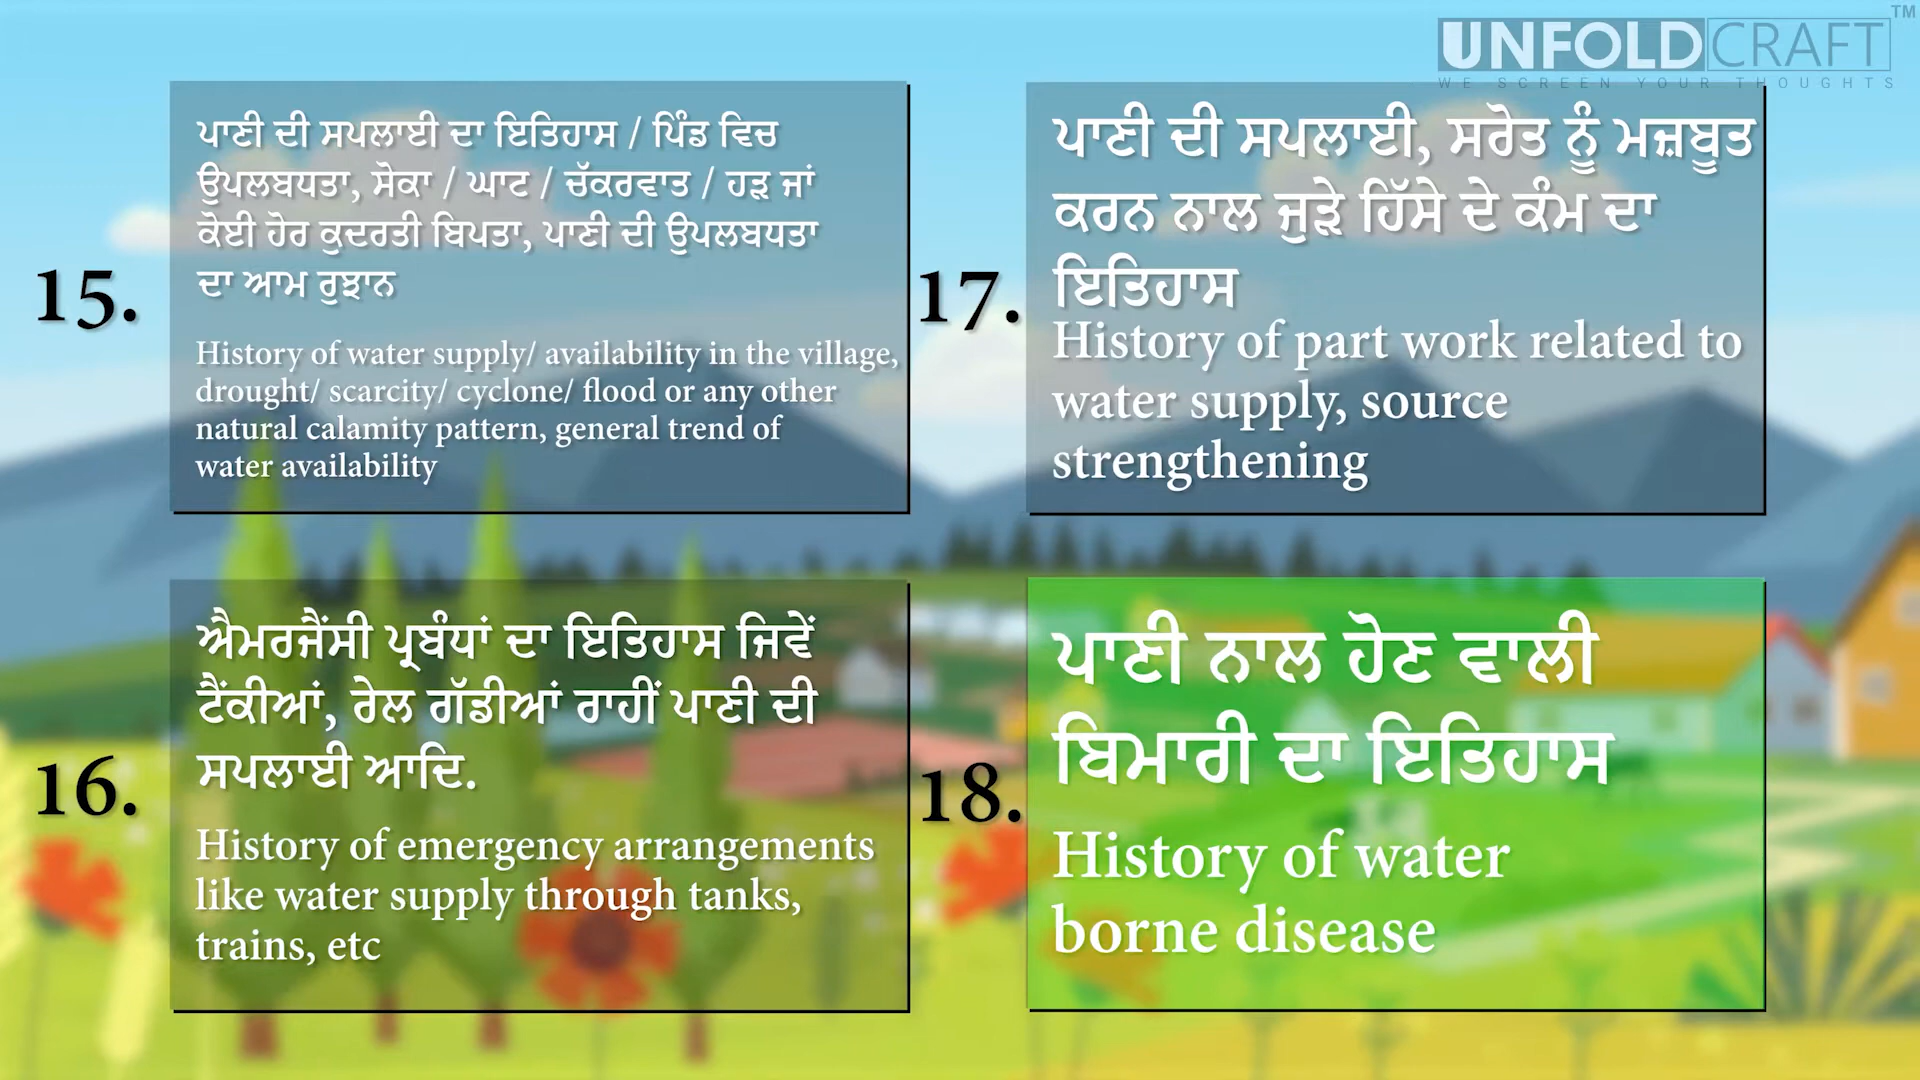 UNFOLDCRAFT™
WE SCREEN YOUR THOUGHTS
15.
ਪਾਣੀ ਦੀ ਸਪਲਾਈ ਦਾ ਇਤਿਹਾਸ / ਪਿੰਡ ਵਿਚ
ਉਪਲਬਧਤਾ, ਸੋਕਾ / ਘਾਟ / ਚੱਕਰਵਾਤ / ਹੜ ਜਾਂ
ਕੋਈ ਹੋਰ ਕੁਦਰਤੀ ਬਿਪਤਾ, ਪਾਣੀ ਦੀ ਉਪਲਬਧਤਾ
ਦਾ ਆਮ ਰੁਝਾਨ
History of water supply/ availability in the village,
drought/ scarcity/ cyclone/ flood or any other
natural calamity pattern, general trend of
water availability
16.
ਐਮਰਜੈਂਸੀ ਪ੍ਰਬੰਧਾਂ ਦਾ ਇਤਿਹਾਸ ਜਿਵੇਂ
ਟੈਂਕੀਆਂ, ਰੇਲ ਗੱਡੀਆਂ ਰਾਹੀਂ ਪਾਣੀ ਦੀ
ਸਪਲਾਈ ਆਦਿ.
History of emergency arrangements
like water supply through tanks,
trains, etc
17.
ਪਾਣੀ ਦੀ ਸਪਲਾਈ, ਸਰੋਤ ਨੂੰ ਮਜ਼ਬੂਤ
ਕਰਨ ਨਾਲ ਜੁੜੇ ਹਿੱਸੇ ਦੇ ਕੰਮ ਦਾ
ਇਤਿਹਾਸ
History of part work related to
water supply, source
strengthening
18.
ਪਾਣੀ ਨਾਲ ਹੋਣ ਵਾਲੀ
ਬਿਮਾਰੀ ਦਾ ਇਤਿਹਾਸ
History of water
borne disease